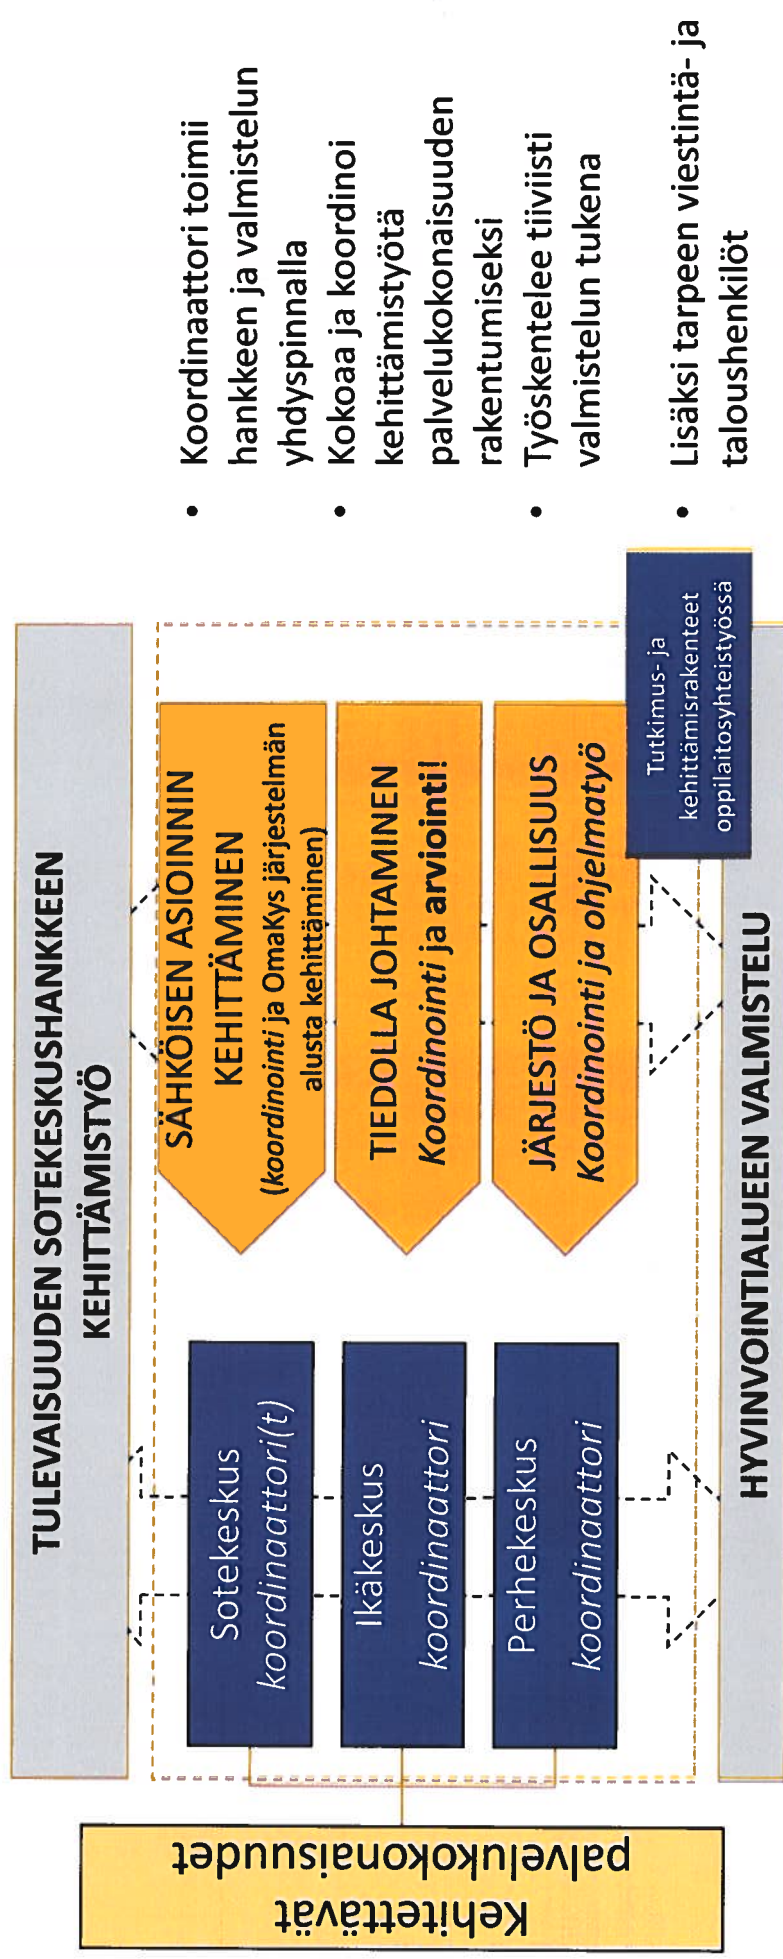 TULEVAISUUDEN SOTEKESKUSHANKKEEN
KEHITTÄMISTYÖ
Kehitettävät
palvelukokonaisuudet
Sotekeskus
koordinaattori(t)
Ikäkeskus
koordinaattori
Perhekeskus
koordinaattori
SÄHKÖISEN ASIOINNIN
KEHITTÄMINEN
(koordinointi ja OmaKys järjestelmän
alusta kehittäminen)
TIEDOLLA JOHTAMINEN
Koordinointi ja arviointi!
JÄRJESTÖ JA OSALLISUUS
Koordinointi ja ohjelmatyö
Tutkimus- ja
kehittämisrakenteet
oppilaitosyhteistyössä
HYVINVOINTIALUEEN VALMISTELU
• Koordinaattori toimii
hankkeen ja valmistelun
yhdyspinnalla
• Kokoaa ja koordinoi
kehittämistyötä
palvelukokonaisuuden
rakentumiseksi
• Työskentelee tiiviisti
valmistelun tukena
• Lisäksi tarpeen viestintä- ja
taloushenkilöt